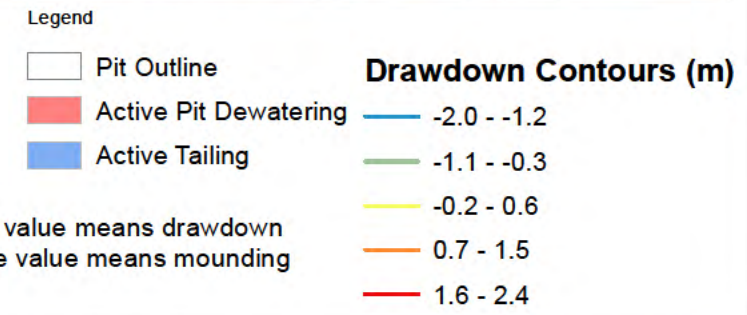 Legend
Pit Outline
Active Pit Dewatering
Active Tailing
value means drawdown
value means mounding
Drawdown Contours (m)
-2.0 - -1.2
-1.1 - -0.3
-0.2 - 0.6
0.7 - 1.5
1.6 - 2.4